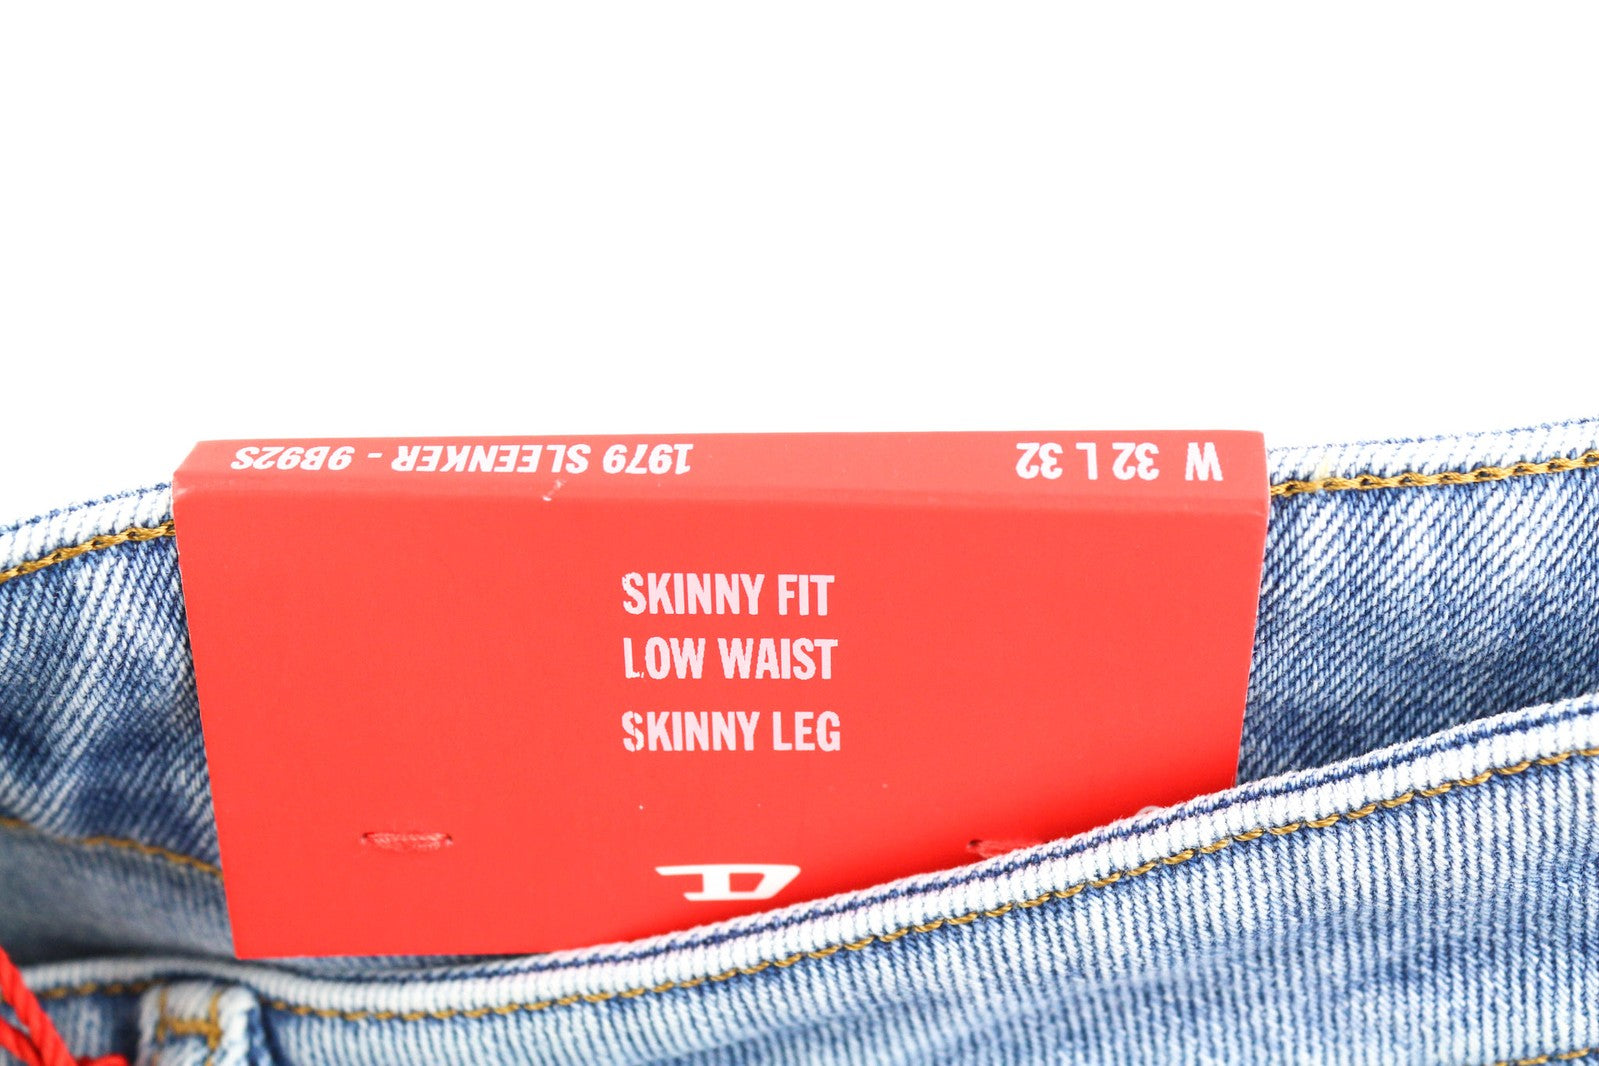 1979 SLEENKER - 9B92S W 32 L 32
SKINNY FIT
LOW WAIST
SKINNY LEG
D